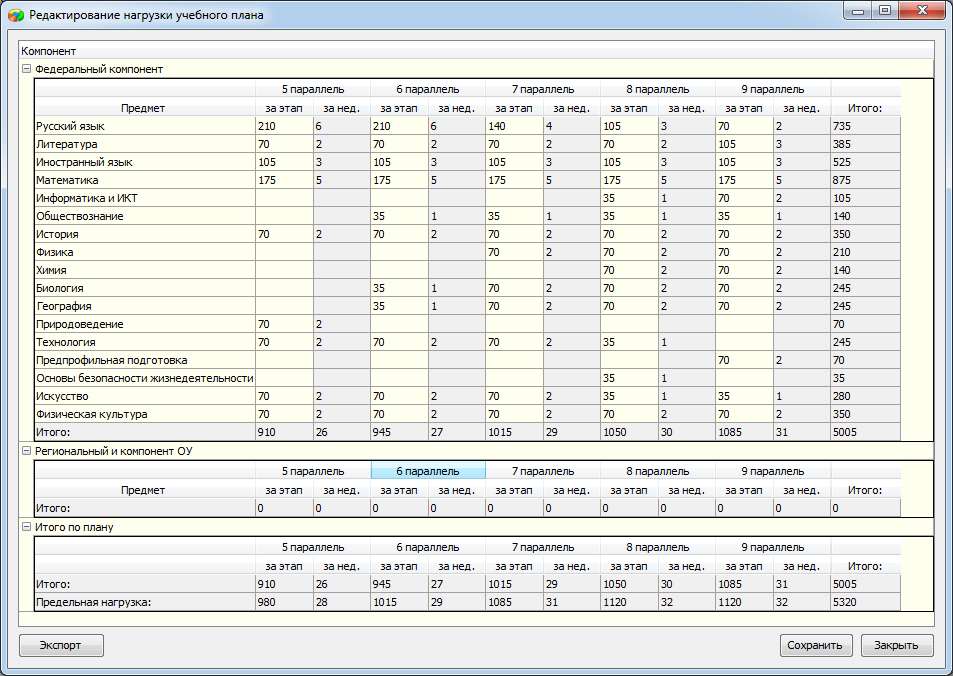 Редактирование нагрузки учебного плана
Компонент
Федеральный компонент
5 параллель 6 параллель 7 параллель 8 параллель 9 параллель
Предмет за этап за нед. за этап за нед. за этап за нед. за этап за нед. за этап за нед. Итого:
Русский язык 210 6 210 6 140 4 105 3 70 2 735
Литература 70 2 70 2 70 2 70 2 105 3 385
Иностранный язык 105 3 105 3 105 3 105 3 105 3 525
Математика 175 5 175 5 175 5 175 5 175 5 875
Информатика и ИКТ 35 1 70 2 105
Обществознание 35 1 35 1 35 1 35 1 140
История 70 2 70 2 70 2 70 2 70 2 350
Физика 70 2 70 2 70 2 210
Химия 70 2 70 2 140
Биология 35 1 70 2 70 2 70 2 245
География 35 1 70 2 70 2 70 2 245
Природоведение 70 2 70
Технология 70 2 70 2 70 2 35 1 245
Предпрофильная подготовка 70 2 70
Основы безопасности жизнедеятельности 35 1 35
Искусство 70 2 70 2 70 2 35 1 35 1 280
Физическая культура 70 2 70 2 70 2 70 2 70 2 350
Итого: 910 26 945 27 1015 29 1050 30 1085 31 5005
Региональный и компонент ОУ
5 параллель 6 параллель 7 параллель 8 параллель 9 параллель
Предмет за этап за нед. за этап за нед. за этап за нед. за этап за нед. за этап за нед. Итого:
Итого: 0 0 0 0 0 0 0 0 0 0 0
Итого по плану
5 параллель 6 параллель 7 параллель 8 параллель 9 параллель
за этап за нед. за этап за нед. за этап за нед. за этап за нед. за этап за нед. Итого:
Итого: 910 26 945 27 1015 29 1050 30 1085 31 5005
Предельная нагрузка: 980 28 1015 29 1085 31 1120 32 1120 32 5320
Экспорт Сохранить Закрыть